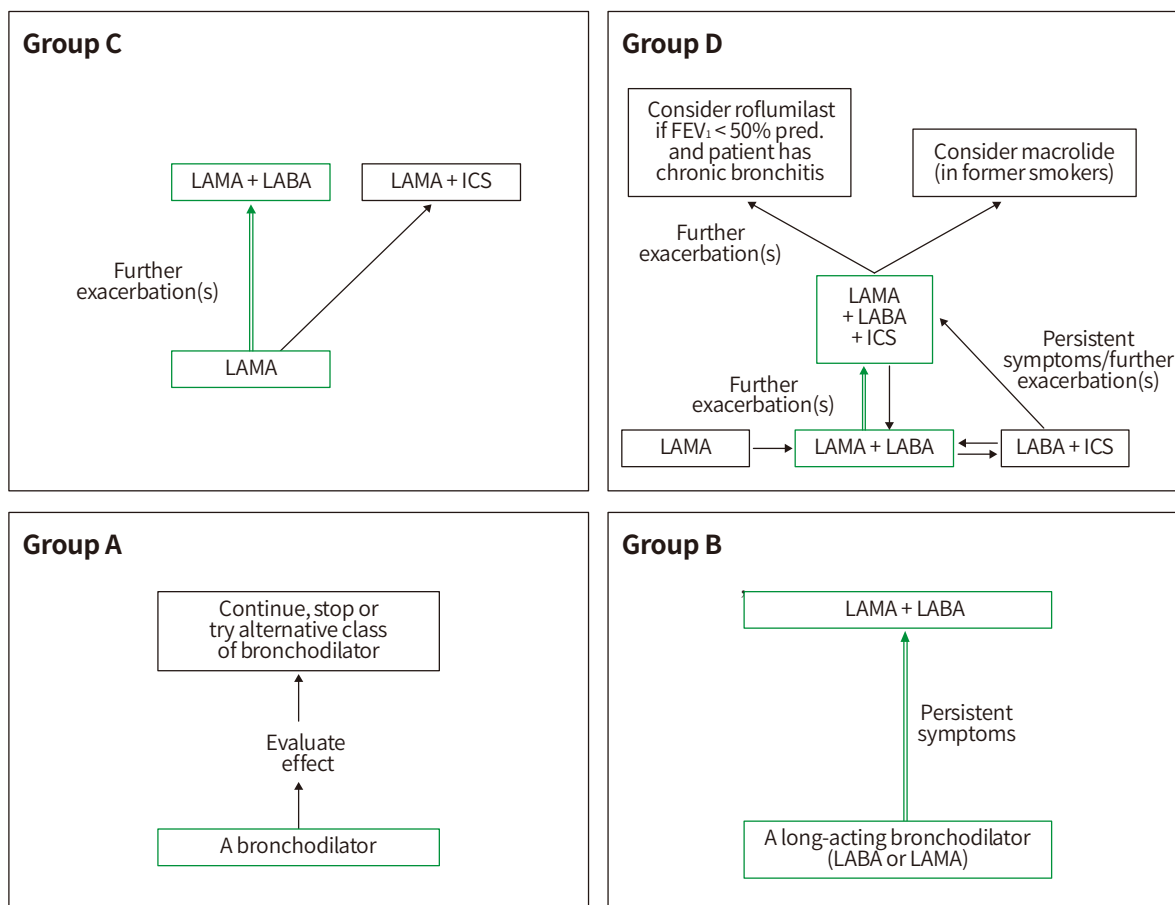 Group C
LAMA + LABA
LAMA + ICS
Further
exacerbation(s)
LAMA
Group D
Consider roflumilast
if FEV₁ < 50% pred.
and patient has
chronic bronchitis
Consider macrolide
(in former smokers)
Further
exacerbation(s)
LAMA
+ LABA
+ ICS
Persistent
symptoms/further
exacerbation(s)
Further
exacerbation(s)
LAMA
LAMA + LABA
LABA + ICS
Group A
Continue, stop or
try alternative class
of bronchodilator
Evaluate
effect
A bronchodilator
Group B
LAMA + LABA
Persistent
symptoms
A long-acting bronchodilator
(LABA or LAMA)